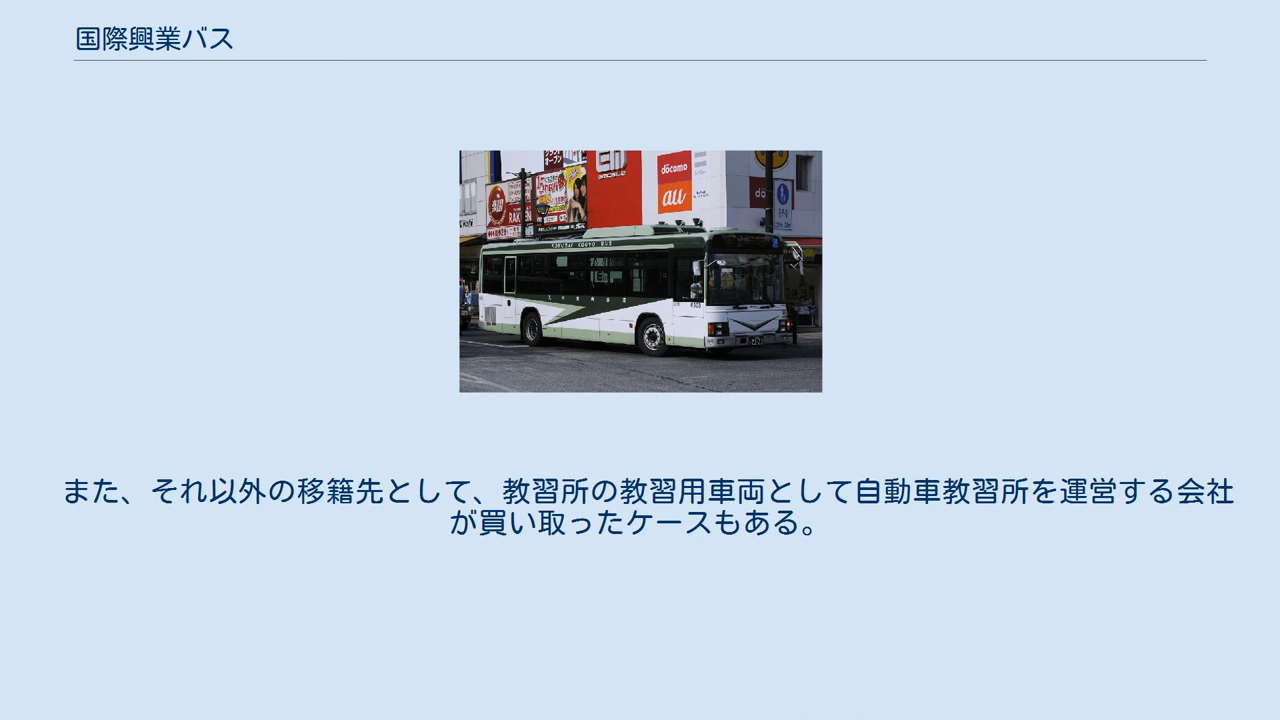 国際興業バス
docomo
au
KOKUSAI KOGYO BUS
また、それ以外の移籍先として、教習所の教習用車両として自動車教習所を運営する会社
が買い取ったケースもある。